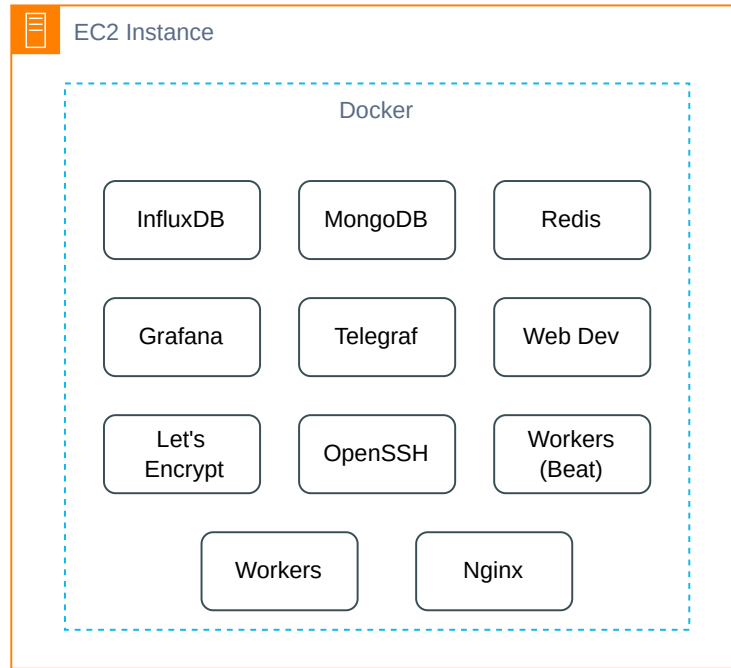 EC2 Instance
Docker
InfluxDB
MongoDB
Redis
Grafana
Telegraf
Web Dev
Let's
Encrypt
OpenSSH
Workers
(Beat)
Workers
Nginx